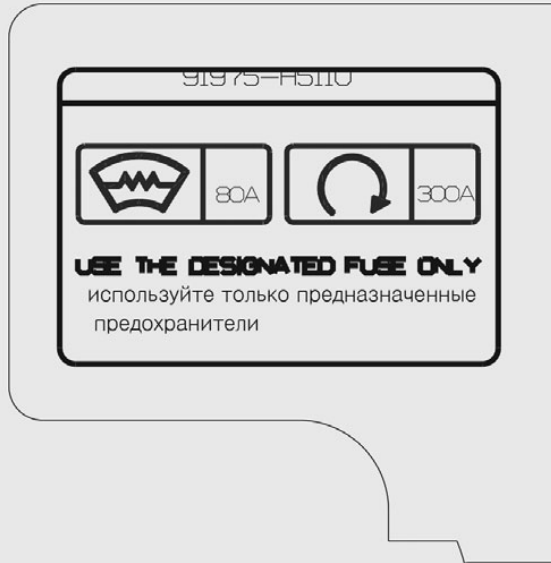 91975-H5110
80A
300A
USE THE DESIGNATED FUSE ONLY
используйте только предназначенные
предохранители